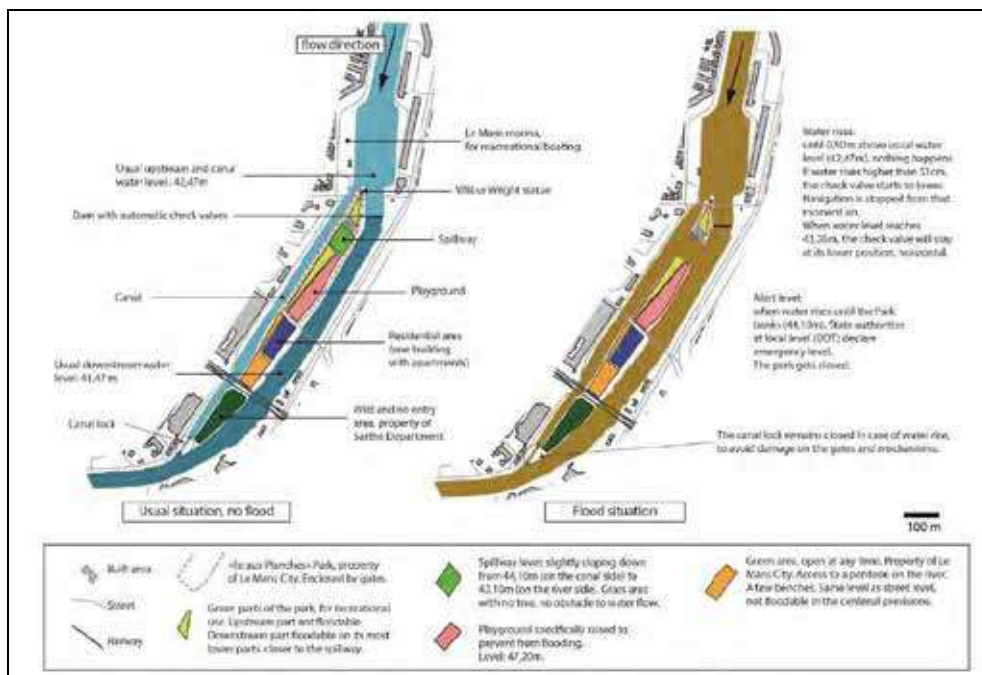 flow direction
Le Mans marina,
for recreational boating
Usual upstream and canal
water level: 42,47m
Wilbur Wright statue
Dam with automatic check valves
Spillway
Canal
Playground
Residential area
(one building
with apartments)
Usual downstream water
level: 41,47 m
Canal lock
Wild and no entry
area, property of
Sarthe Department
Usual situation, no flood
Water rises:
until 0,50m above usual water
level (42,47m), nothing happens.
If water rises higher than 51cm,
the check valve starts to lower.
Navigation is stopped from that
moment on.
When water level reaches
the check valve will stay
at its lower position, horizontal.
Alert level:
when water rises until the Park
banks (44,10m), State authorities
at local level (DDT) declare
emergency level.
The park gets closed.
The canal lock remains closed in case of water rise,
to avoid damage on the gates and mechanisms.
Flood situation
100 m
Built area
Street
Railway
«Ile aux Planches» Park, property
of Le Mans City. Enclosed by gates.
Green parts of the park, for recreational
use. Upstream part not floodable.
Downstream part floodable on its most
lower parts closer to the spillway.
Spillway level: slightly sloping down
from 44,10m (on the canal side) to
43,10m (on the river side). Grass area
with no tree, no obstacle to water flow.
Playground specifically raised to
prevent from flooding.
Level: 47,20m.
Green area, open at any time. Property of Le
Mans City. Access to a pontoon on the river.
A few benches. Same level as street level,
not floodable in the centenal previsions.